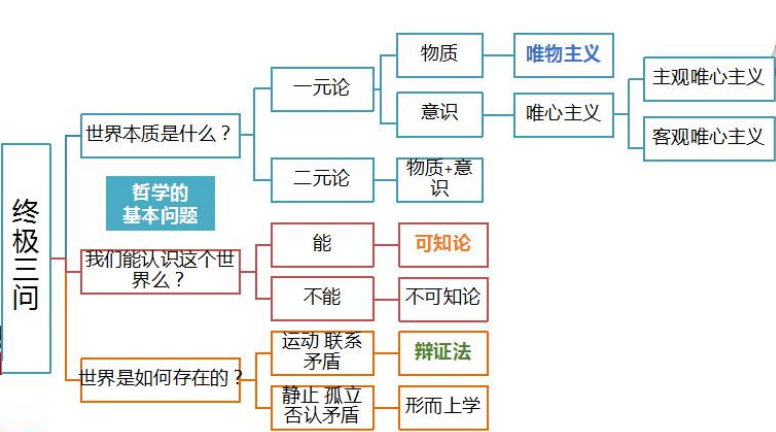 终极三问
世界本质是什么？
一元论
物质
唯物主义
意识
唯心主义
主观唯心主义
客观唯心主义
二元论
物质+意
识
哲学的
基本问题
我们能认识这个世
界么？
能
可知论
不能
不可知论
世界是如何存在的？
运动 联系
矛盾
辩证法
静止 孤立
否认矛盾
形而上学